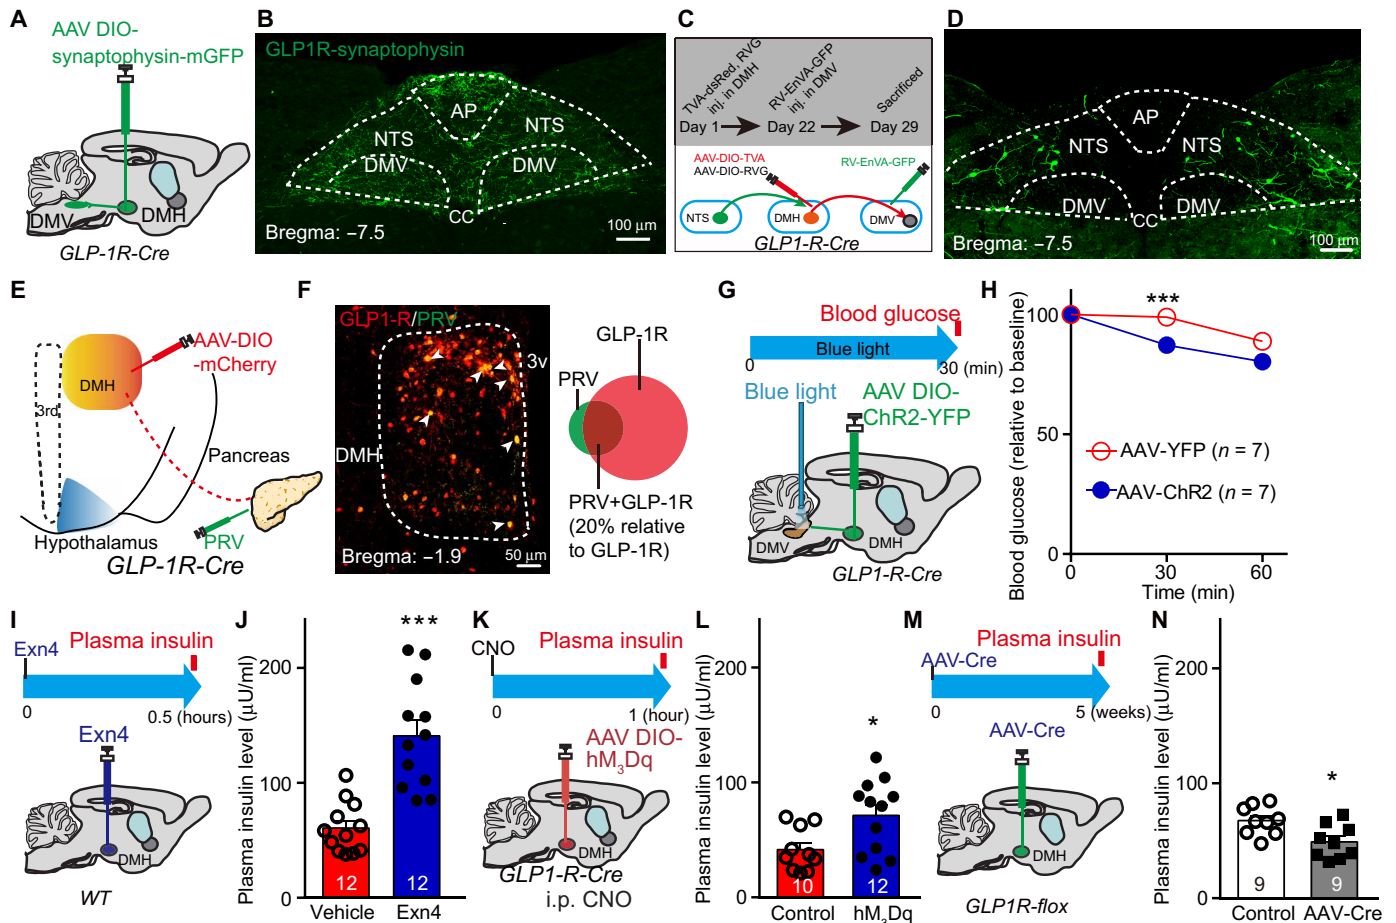 A
AAV DIO-
synaptophysin-mGFP
DMV
DMH
GLP-1R-Cre
B
GLP1R-synaptophysin
AP
NTS
NTS
DMV
DMV
CC
Bregma: −7.5
100 µm
C
TVA-dsRed, RVG
inj. in DMH
RV-EnVA-GFP
inj. in DMV
Sacrificed
Day 1
Day 22
Day 29
AAV-DIO-TVA
AAV-DIO-RVG
RV-EnVA-GFP
NTS
DMH
DMV
GLP1-R-Cre
D
AP
NTS
NTS
DMV
DMV
CC
Bregma: −7.5
100 µm
E
AAV-DIO
-mCherry
DMH
3rd
Pancreas
PRV
Hypothalamus
GLP-1R-Cre
F
GLP1-R/PRV
3v
DMH
Bregma: −1.9
50 µm
GLP-1R
PRV
PRV+GLP-1R
(20% relative
to GLP-1R)
G
Blood glucose
Blue light
0
30 (min)
Blue light
AAV DIO-
ChR2-YFP
DMV
DMH
GLP1-R-Cre
H
Blood glucose (relative to baseline)
100
50
0
***
AAV-YFP (n = 7)
AAV-ChR2 (n = 7)
0
30
60
Time (min)
I
Plasma insulin
Exn4
0
0.5 (hours)
Exn4
DMH
WT
J
Plasma insulin level (µU/ml)
200
100
0
***
12
12
Vehicle
Exn4
K
Plasma insulin
CNO
0
1 (hour)
AAV DIO-
hM3Dq
DMH
GLP1-R-Cre
i.p. CNO
L
Plasma insulin level (µU/ml)
200
100
0
*
10
12
Control
hM3Dq
M
Plasma insulin
AAV-Cre
0
5 (weeks)
AAV-Cre
DMH
GLP1R-flox
N
Plasma insulin level (µU/ml)
200
100
0
*
9
9
Control
AAV-Cre